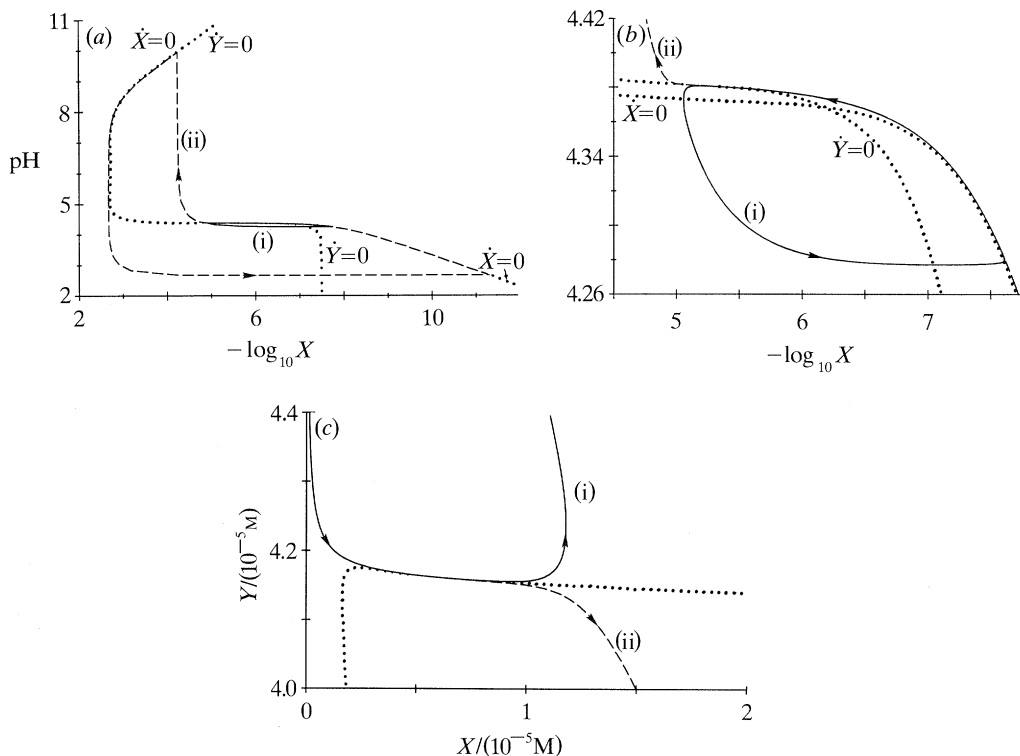 (a)
11
8
5
2
pH
Ẋ=0
Ẏ=0
(ii)
(i)
Ẏ=0
Ẋ=0
2
6
10
−log₁₀ X
(b)
4.42
4.34
4.26
(ii)
Ẋ=0
Ẏ=0
(i)
5
6
7
−log₁₀ X
(c)
4.4
4.2
4.0
Y/(10⁻⁵M)
(i)
(ii)
0
1
2
X/(10⁻⁵M)